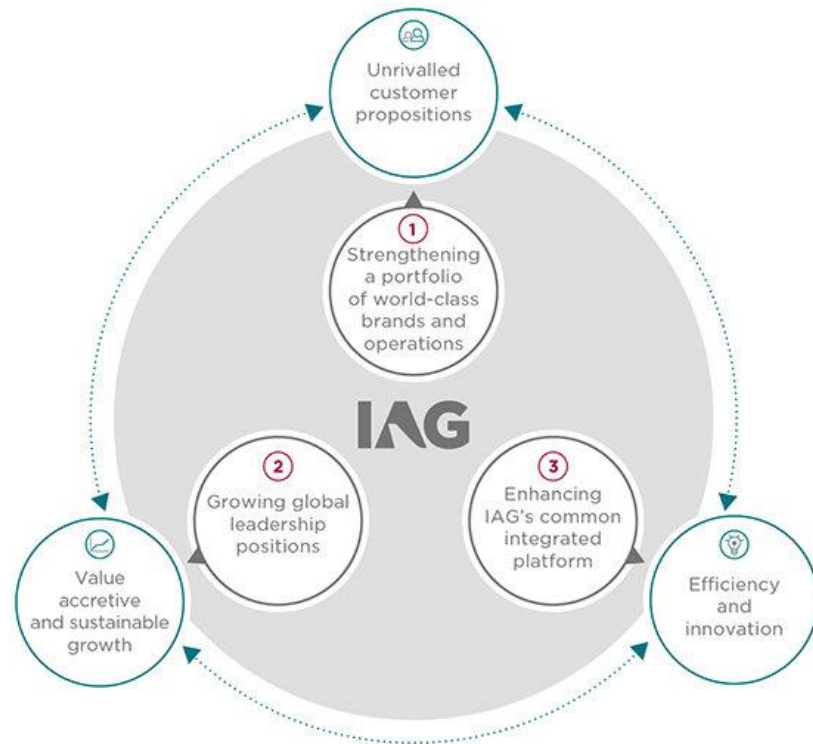 Unrivalled
customer
propositions
1
Strengthening
a portfolio
of world-class
brands and
operations
IAG
2
Growing global
leadership
positions
3
Enhancing
IAG's common
integrated
platform
Value
accretive
and sustainable
growth
Efficiency
and
innovation